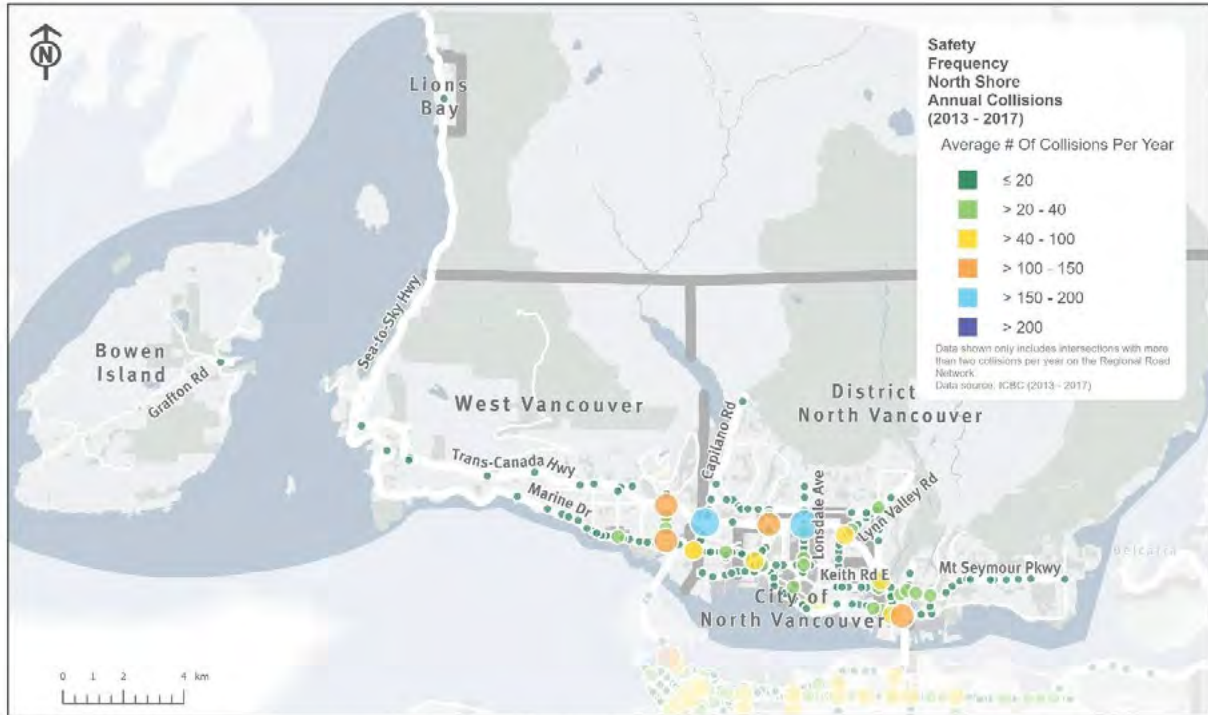 N
Safety
Frequency
North Shore
Annual Collisions
(2013 - 2017)
Average # Of Collisions Per Year
≤ 20
> 20 - 40
> 40 - 100
> 100 - 150
> 150 - 200
> 200
Data shown only includes intersections with more
than two collisions per year on the Regional Road
Network
Data source: ICBC (2013 - 2017)
Lions
Bay
Sea-to-Sky Hwy
Bowen
Island
Grafton Rd
West Vancouver
District
North Vancouver
Capilano Rd
Trans-Canada Hwy
Marine Dr
Lonsdale Ave
Lynn Valley Rd
Belcarra
Keith Rd E
Mt Seymour Pkwy
City of
North Vancouver
0 1 2 4 km